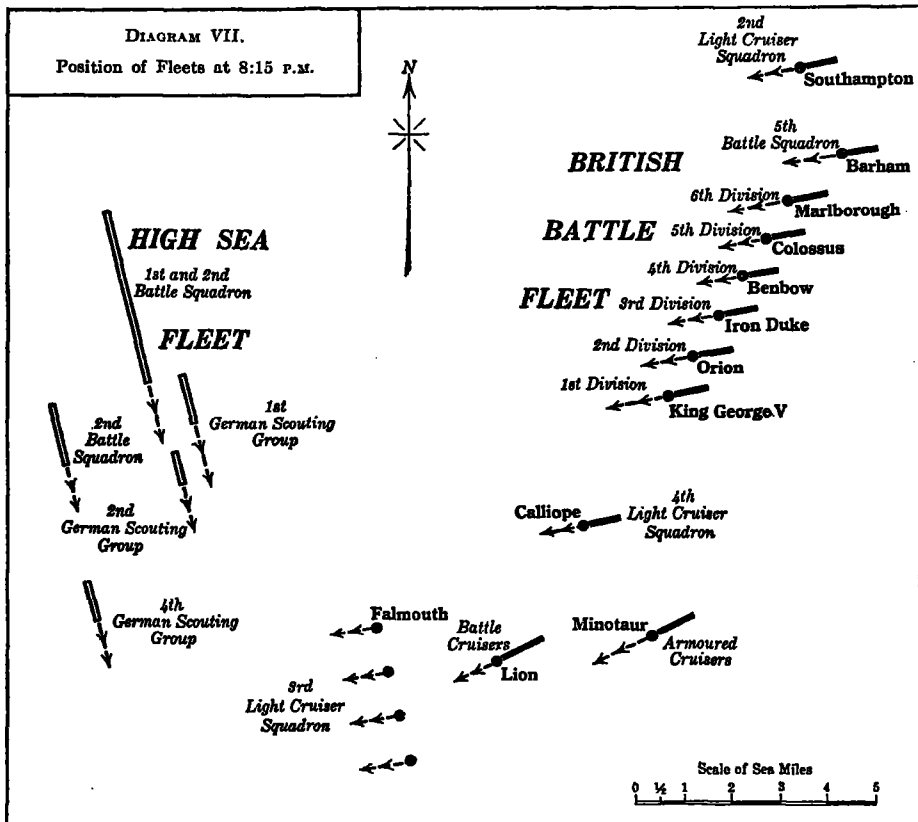 DIAGRAM VII.
Position of Fleets at 8:15 P.M.
N
2nd
Light Cruiser
Squadron
Southampton
5th
Battle Squadron
Barham
BRITISH
6th Division
Marlborough
HIGH SEA
BATTLE
5th Division
Colossus
1st and 2nd
Battle Squadron
4th Division
Benbow
FLEET
3rd Division
Iron Duke
FLEET
2nd Division
Orion
1st Division
King George V
1st
German Scouting
Group
2nd
Battle
Squadron
2nd
German Scouting
Group
Calliope
4th
Light Cruiser
Squadron
4th
German Scouting
Group
Falmouth
Battle
Cruisers
Lion
Minotaur
Armoured
Cruisers
3rd
Light Cruiser
Squadron
Scale of Sea Miles
0 ½ 1 2 3 4 5